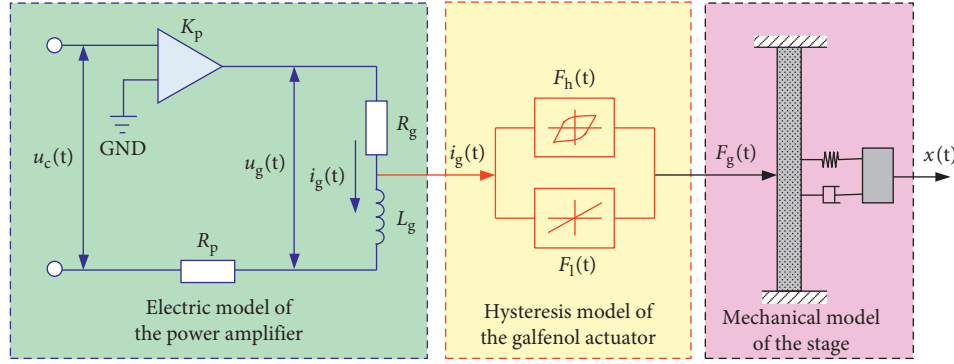 K_p
GND
u_c(t)
u_g(t)
i_g(t)
R_g
L_g
R_p
Electric model of
the power amplifier
i_g(t)
F_h(t)
F_l(t)
Hysteresis model of
the galfenol actuator
F_g(t)
x(t)
Mechanical model
of the stage